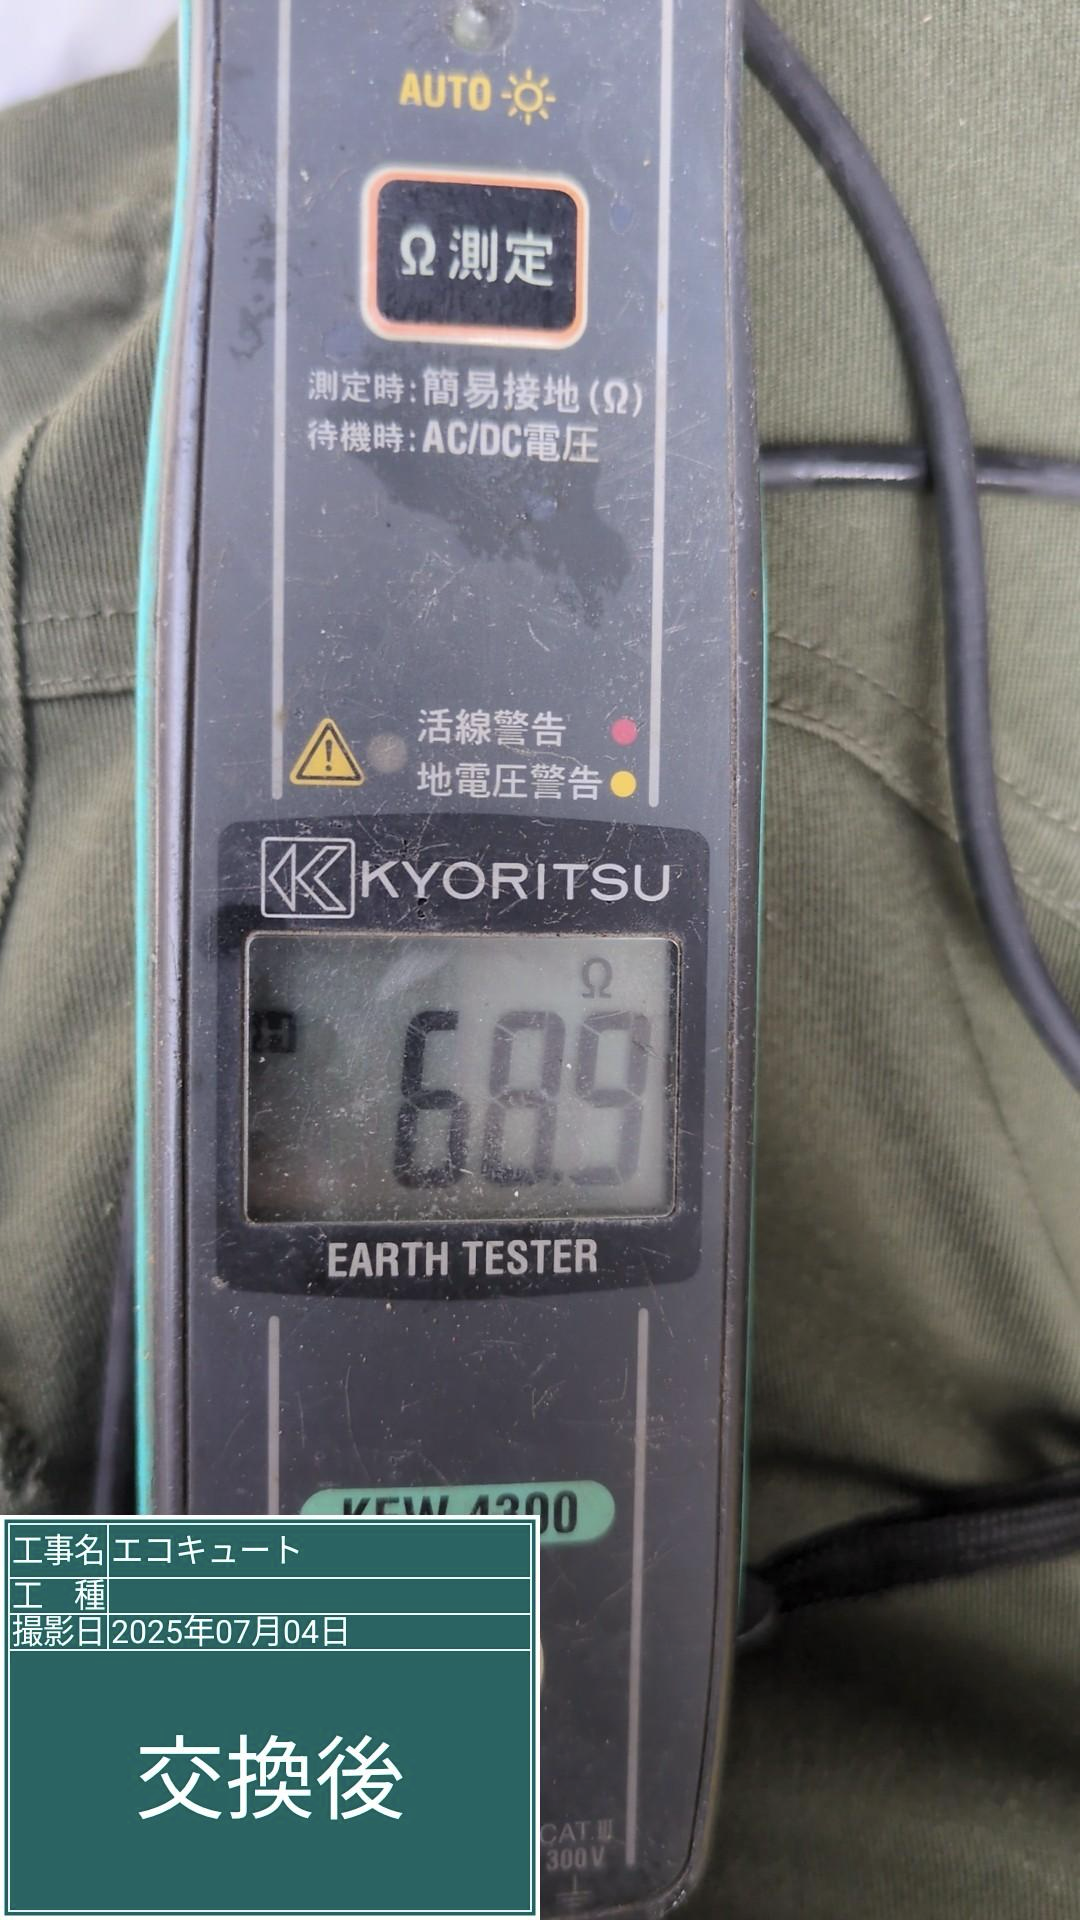 AUTO
Ω 測定
測定時:簡易接地(Ω)
待機時:AC/DC電圧
活線警告
地電圧警告
KYORITSU
Ω
H
68.9
EARTH TESTER
KEW 4300
工事名 エコキュート
工 種
撮影日 2025年07月04日
交換後
CAT.Ⅲ
300V